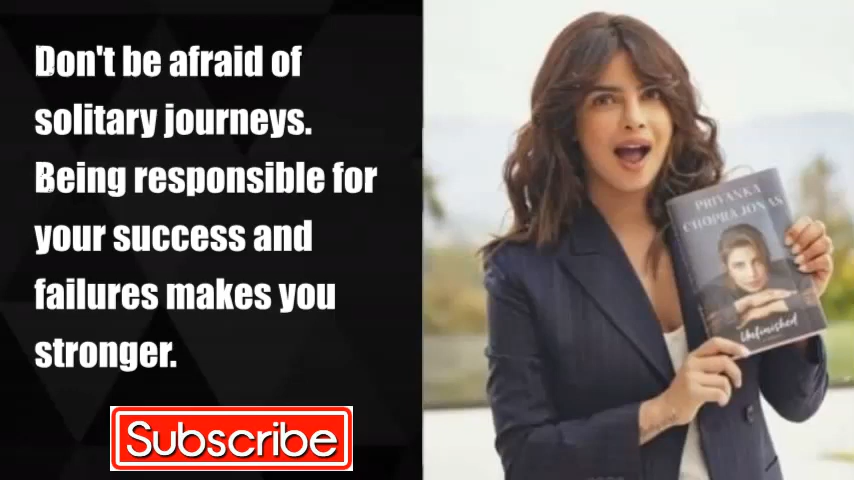 Don't be afraid of
solitary journeys.
Being responsible for
your success and
failures makes you
stronger.
Subscribe
PRIYANKA
CHOPRA JONAS
Unfinished